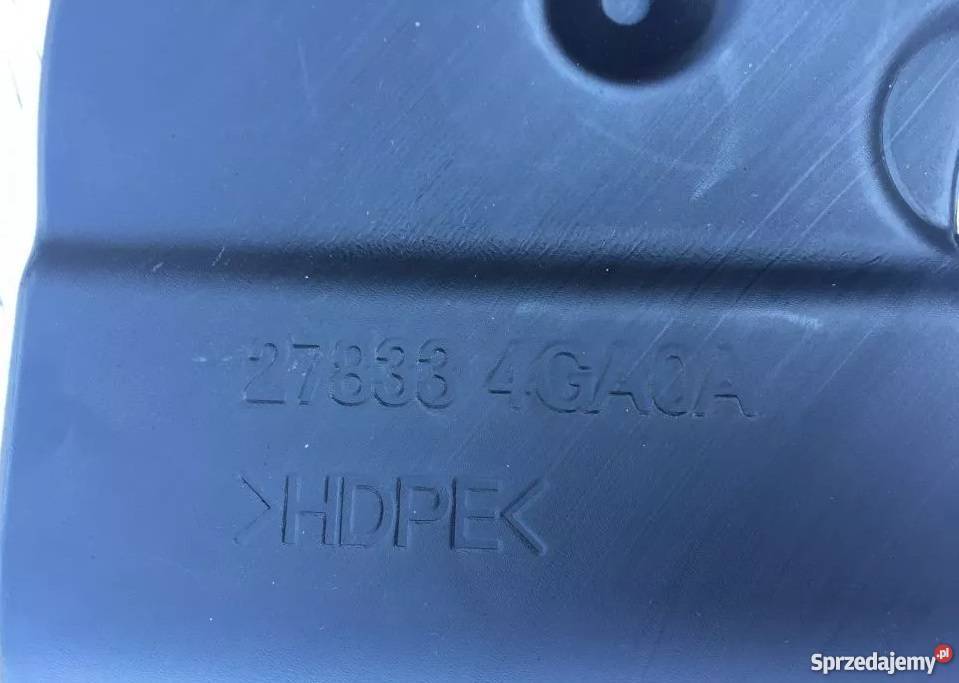 27833 4GA0A
>HDPE<
Sprzedajemy.pl